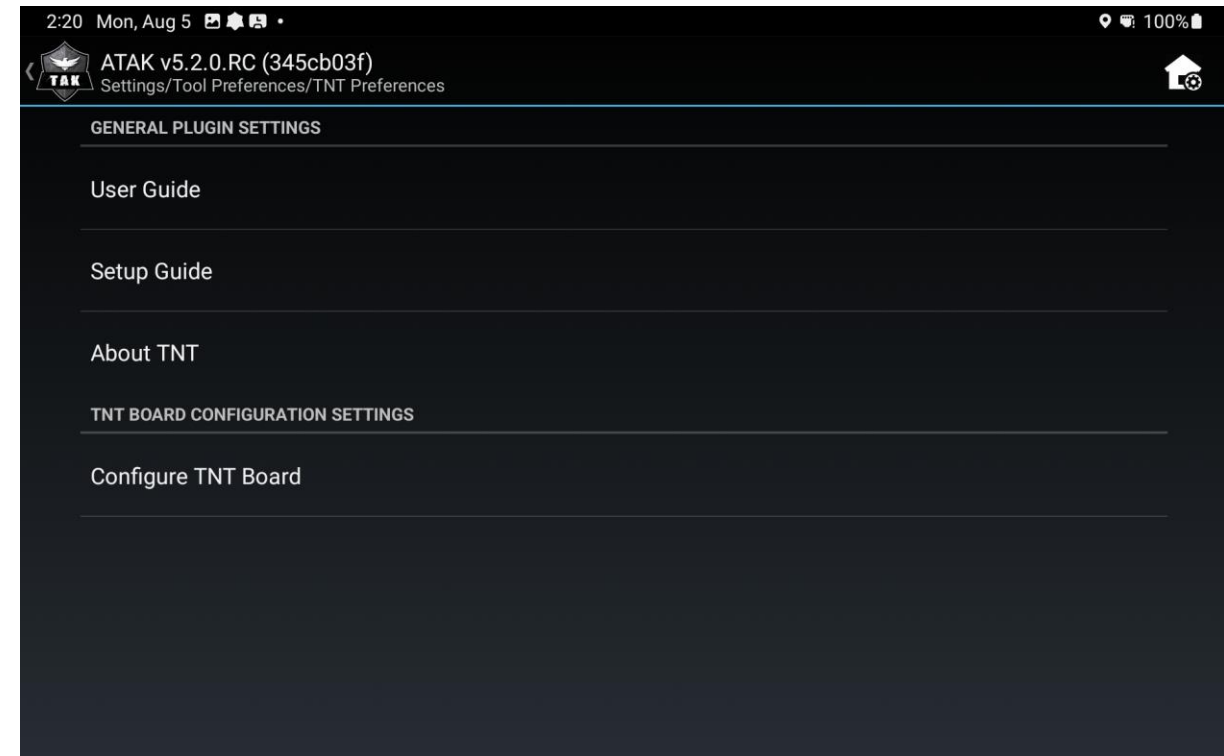 2:20 Mon, Aug 5 100%
TAK
ATAK v5.2.0.RC (345cb03f)
Settings/Tool Preferences/TNT Preferences
GENERAL PLUGIN SETTINGS
User Guide
Setup Guide
About TNT
TNT BOARD CONFIGURATION SETTINGS
Configure TNT Board